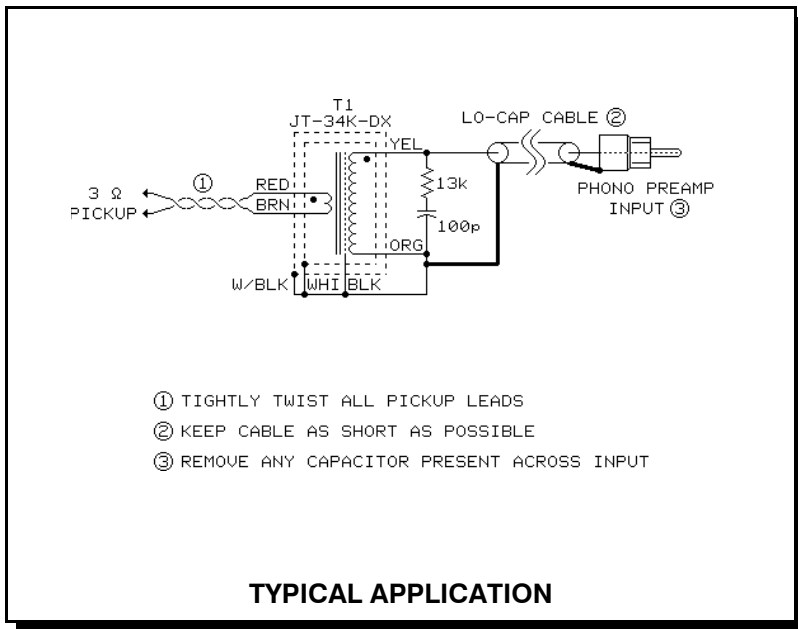 T1
JT-34K-DX
LO-CAP CABLE ②
YEL
①
RED
3 Ω
PICKUP
BRN
13k
100p
PHONO PREAMP
INPUT ③
ORG
W/BLK
WHI
BLK
① TIGHTLY TWIST ALL PICKUP LEADS
② KEEP CABLE AS SHORT AS POSSIBLE
③ REMOVE ANY CAPACITOR PRESENT ACROSS INPUT
TYPICAL APPLICATION